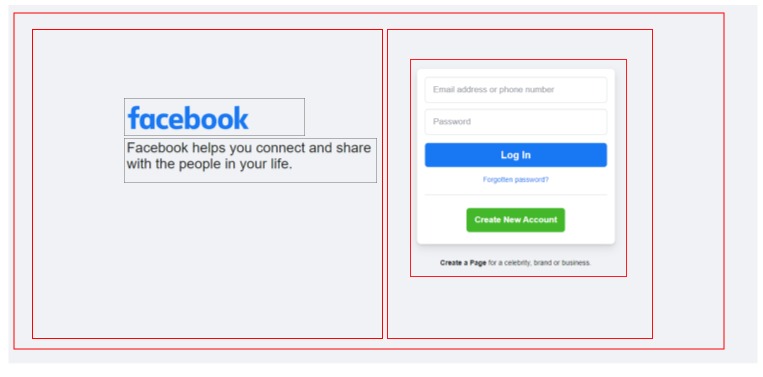 facebook
Facebook helps you connect and share
with the people in your life.
Email address or phone number
Password
Log In
Forgotten password?
Create New Account
Create a Page for a celebrity, brand or business.